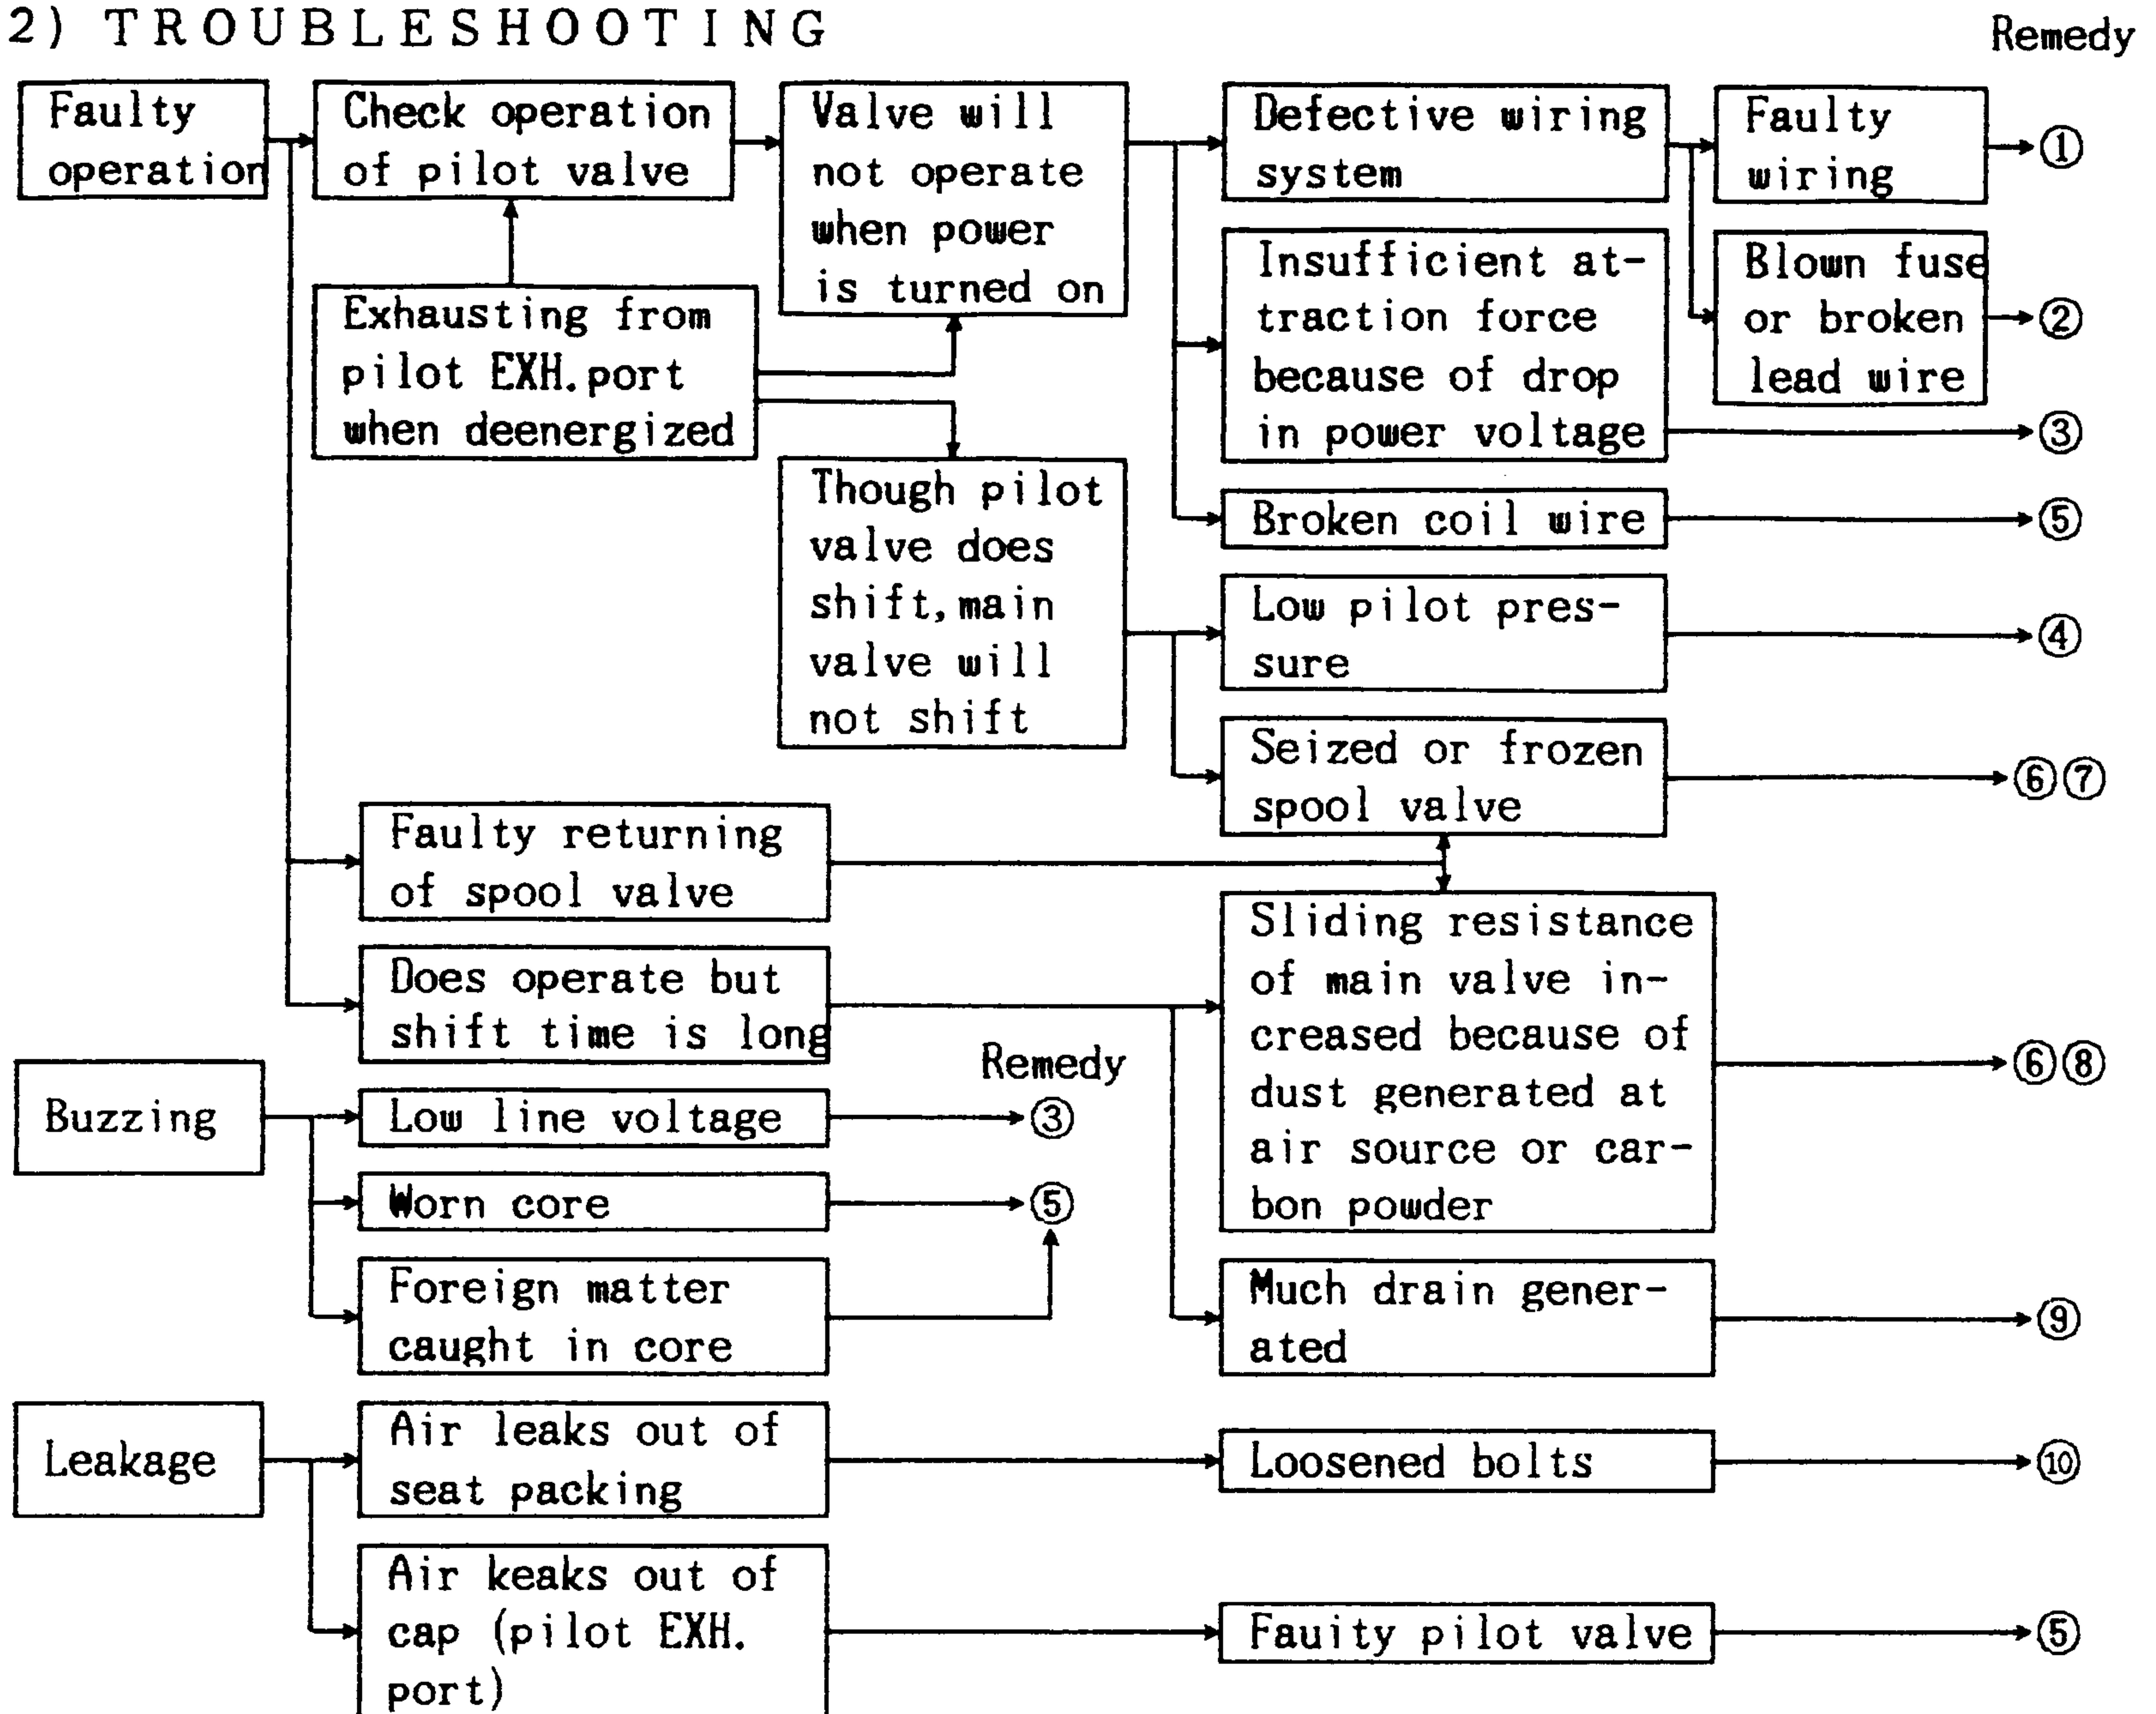 2) TROUBLESHOOTING
Remedy
Faulty
operation
Check operation
of pilot valve
Valve will
not operate
when power
is turned on
Defective wiring
system
Faulty
wiring
①
Blown fuse
or broken
lead wire
②
Insufficient at-
traction force
because of drop
in power voltage
③
Exhausting from
pilot EXH.port
when deenergized
Broken coil wire
⑤
Though pilot
valve does
shift,main
valve will
not shift
Low pilot pres-
sure
④
Seized or frozen
spool valve
⑥⑦
Faulty returning
of spool valve
Does operate but
shift time is long
Sliding resistance
of main valve in-
creased because of
dust generated at
air source or car-
bon powder
⑥⑧
Much drain gener-
ated
⑨
Remedy
Buzzing
Low line voltage
③
Worn core
⑤
Foreign matter
caught in core
Leakage
Air leaks out of
seat packing
Loosened bolts
⑩
Air keaks out of
cap (pilot EXH.
port)
Fauity pilot valve
⑤